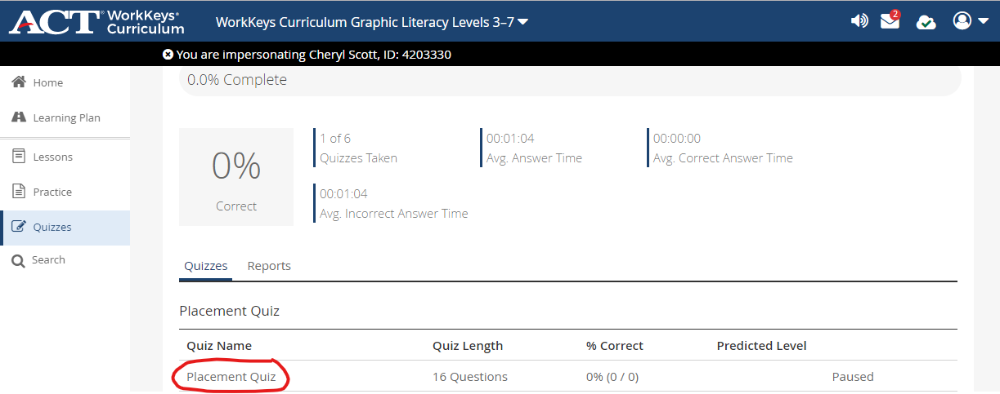 ACT® WorkKeys® Curriculum
WorkKeys Curriculum Graphic Literacy Levels 3–7
2
You are impersonating Cheryl Scott, ID: 4203330
Home
Learning Plan
Lessons
Practice
Quizzes
Search
0.0% Complete
0%
Correct
1 of 6
Quizzes Taken
00:01:04
Avg. Answer Time
00:00:00
Avg. Correct Answer Time
00:01:04
Avg. Incorrect Answer Time
Quizzes Reports
Placement Quiz
Quiz Name Quiz Length % Correct Predicted Level
Placement Quiz 16 Questions 0% (0 / 0) Paused